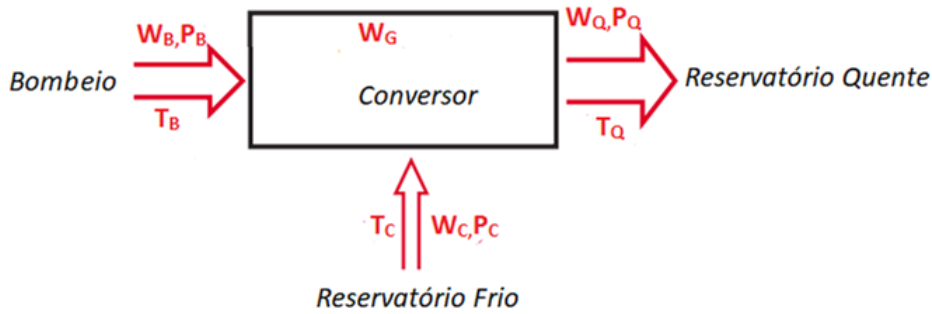 W_B,P_B
Bombeio
T_B
W_G
Conversor
W_Q,P_Q
Reservatório Quente
T_Q
T_C
W_C,P_C
Reservatório Frio